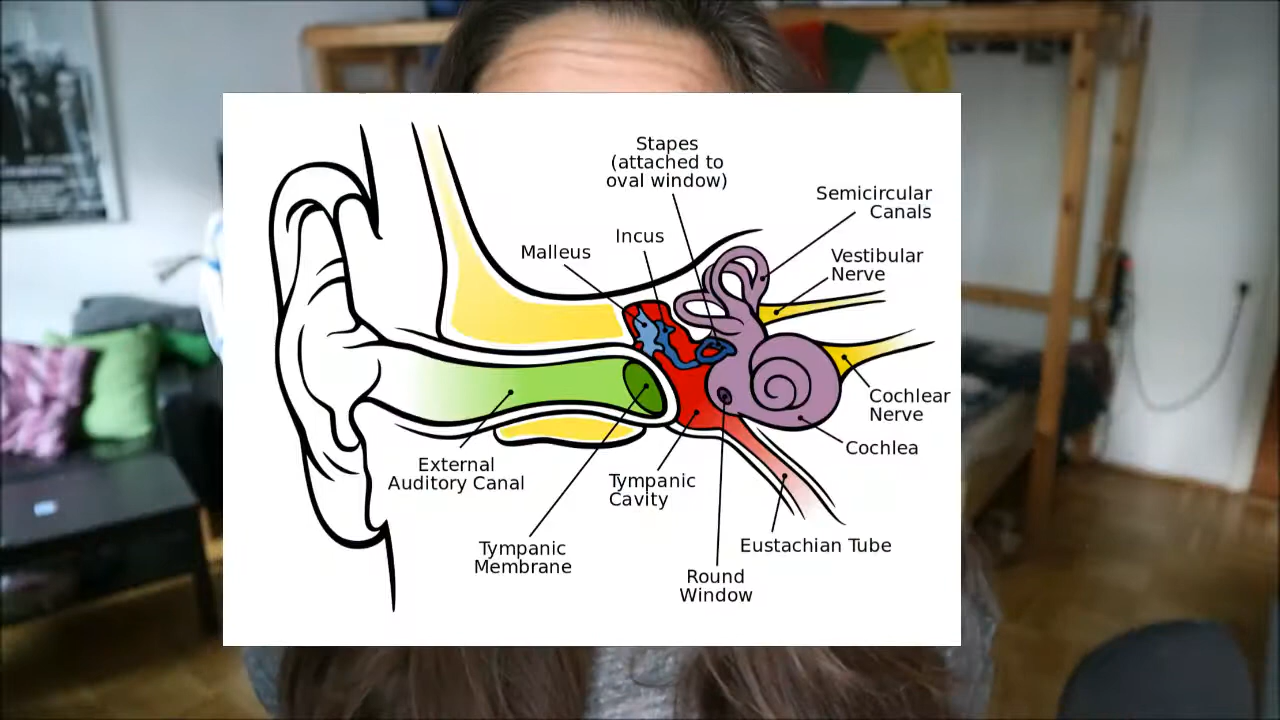 Stapes
(attached to
oval window)
Semicircular
Canals
Incus
Malleus
Vestibular
Nerve
Cochlear
Nerve
Cochlea
External
Auditory Canal
Tympanic
Cavity
Tympanic
Membrane
Eustachian Tube
Round
Window